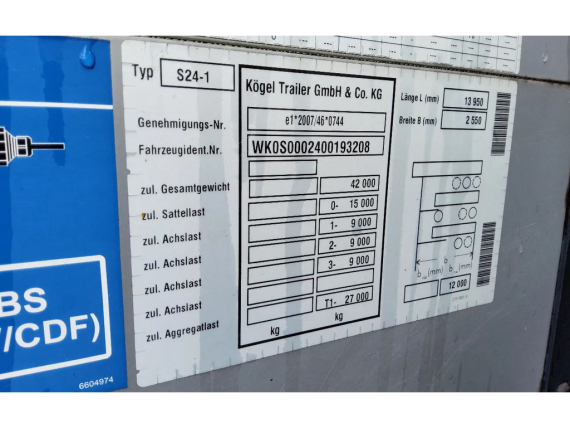 Typ S24-1
Kögel Trailer GmbH & Co. KG
Genehmigungs-Nr. e1*2007/46*0744
Fahrzeugident.Nr. WK0S0002400193208
zul. Gesamtgewicht 42 000
zul. Sattellast 0- 15 000
zul. Achslast 1- 9 000
zul. Achslast 2- 9 000
zul. Achslast 3- 9 000
zul. Achslast
zul. Aggregatlast T1- 27 000
kg kg
Länge L (mm) 13 950
Breite B (mm) 2 550
(mm) (mm)
12 000
BS
/CDF)
6604974